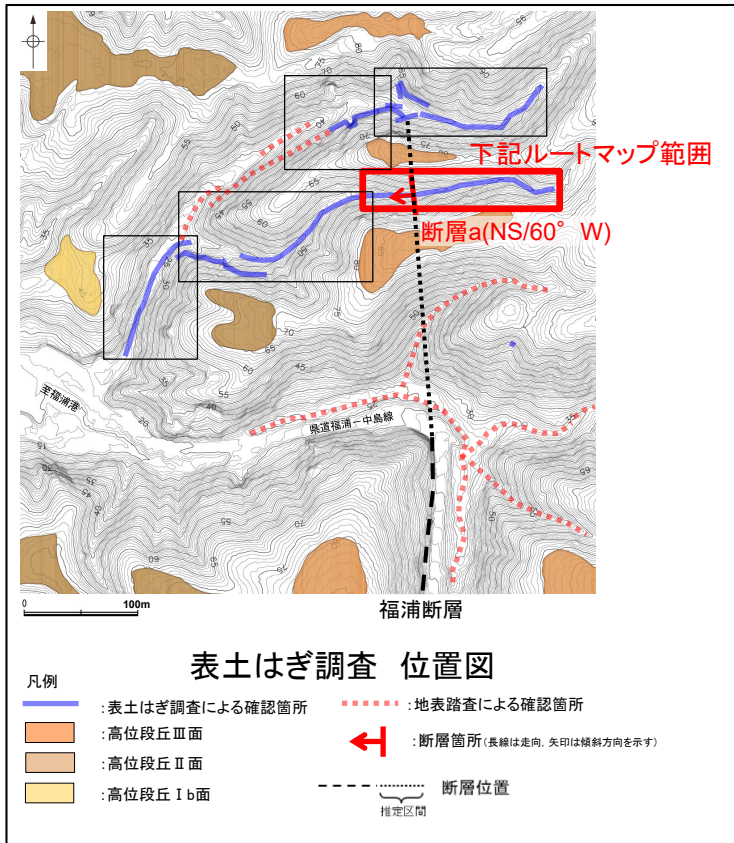 下記ルートマップ範囲
断層a(NS/60°W)
至福浦港
県道福浦ー中島線
0 100m
福浦断層
表土はぎ調査 位置図
凡例
:表土はぎ調査による確認箇所
:地表踏査による確認箇所
:高位段丘Ⅲ面
:断層箇所(長線は走向，矢印は傾斜方向を示す)
:高位段丘Ⅱ面
:高位段丘Ⅰb面
断層位置
推定区間